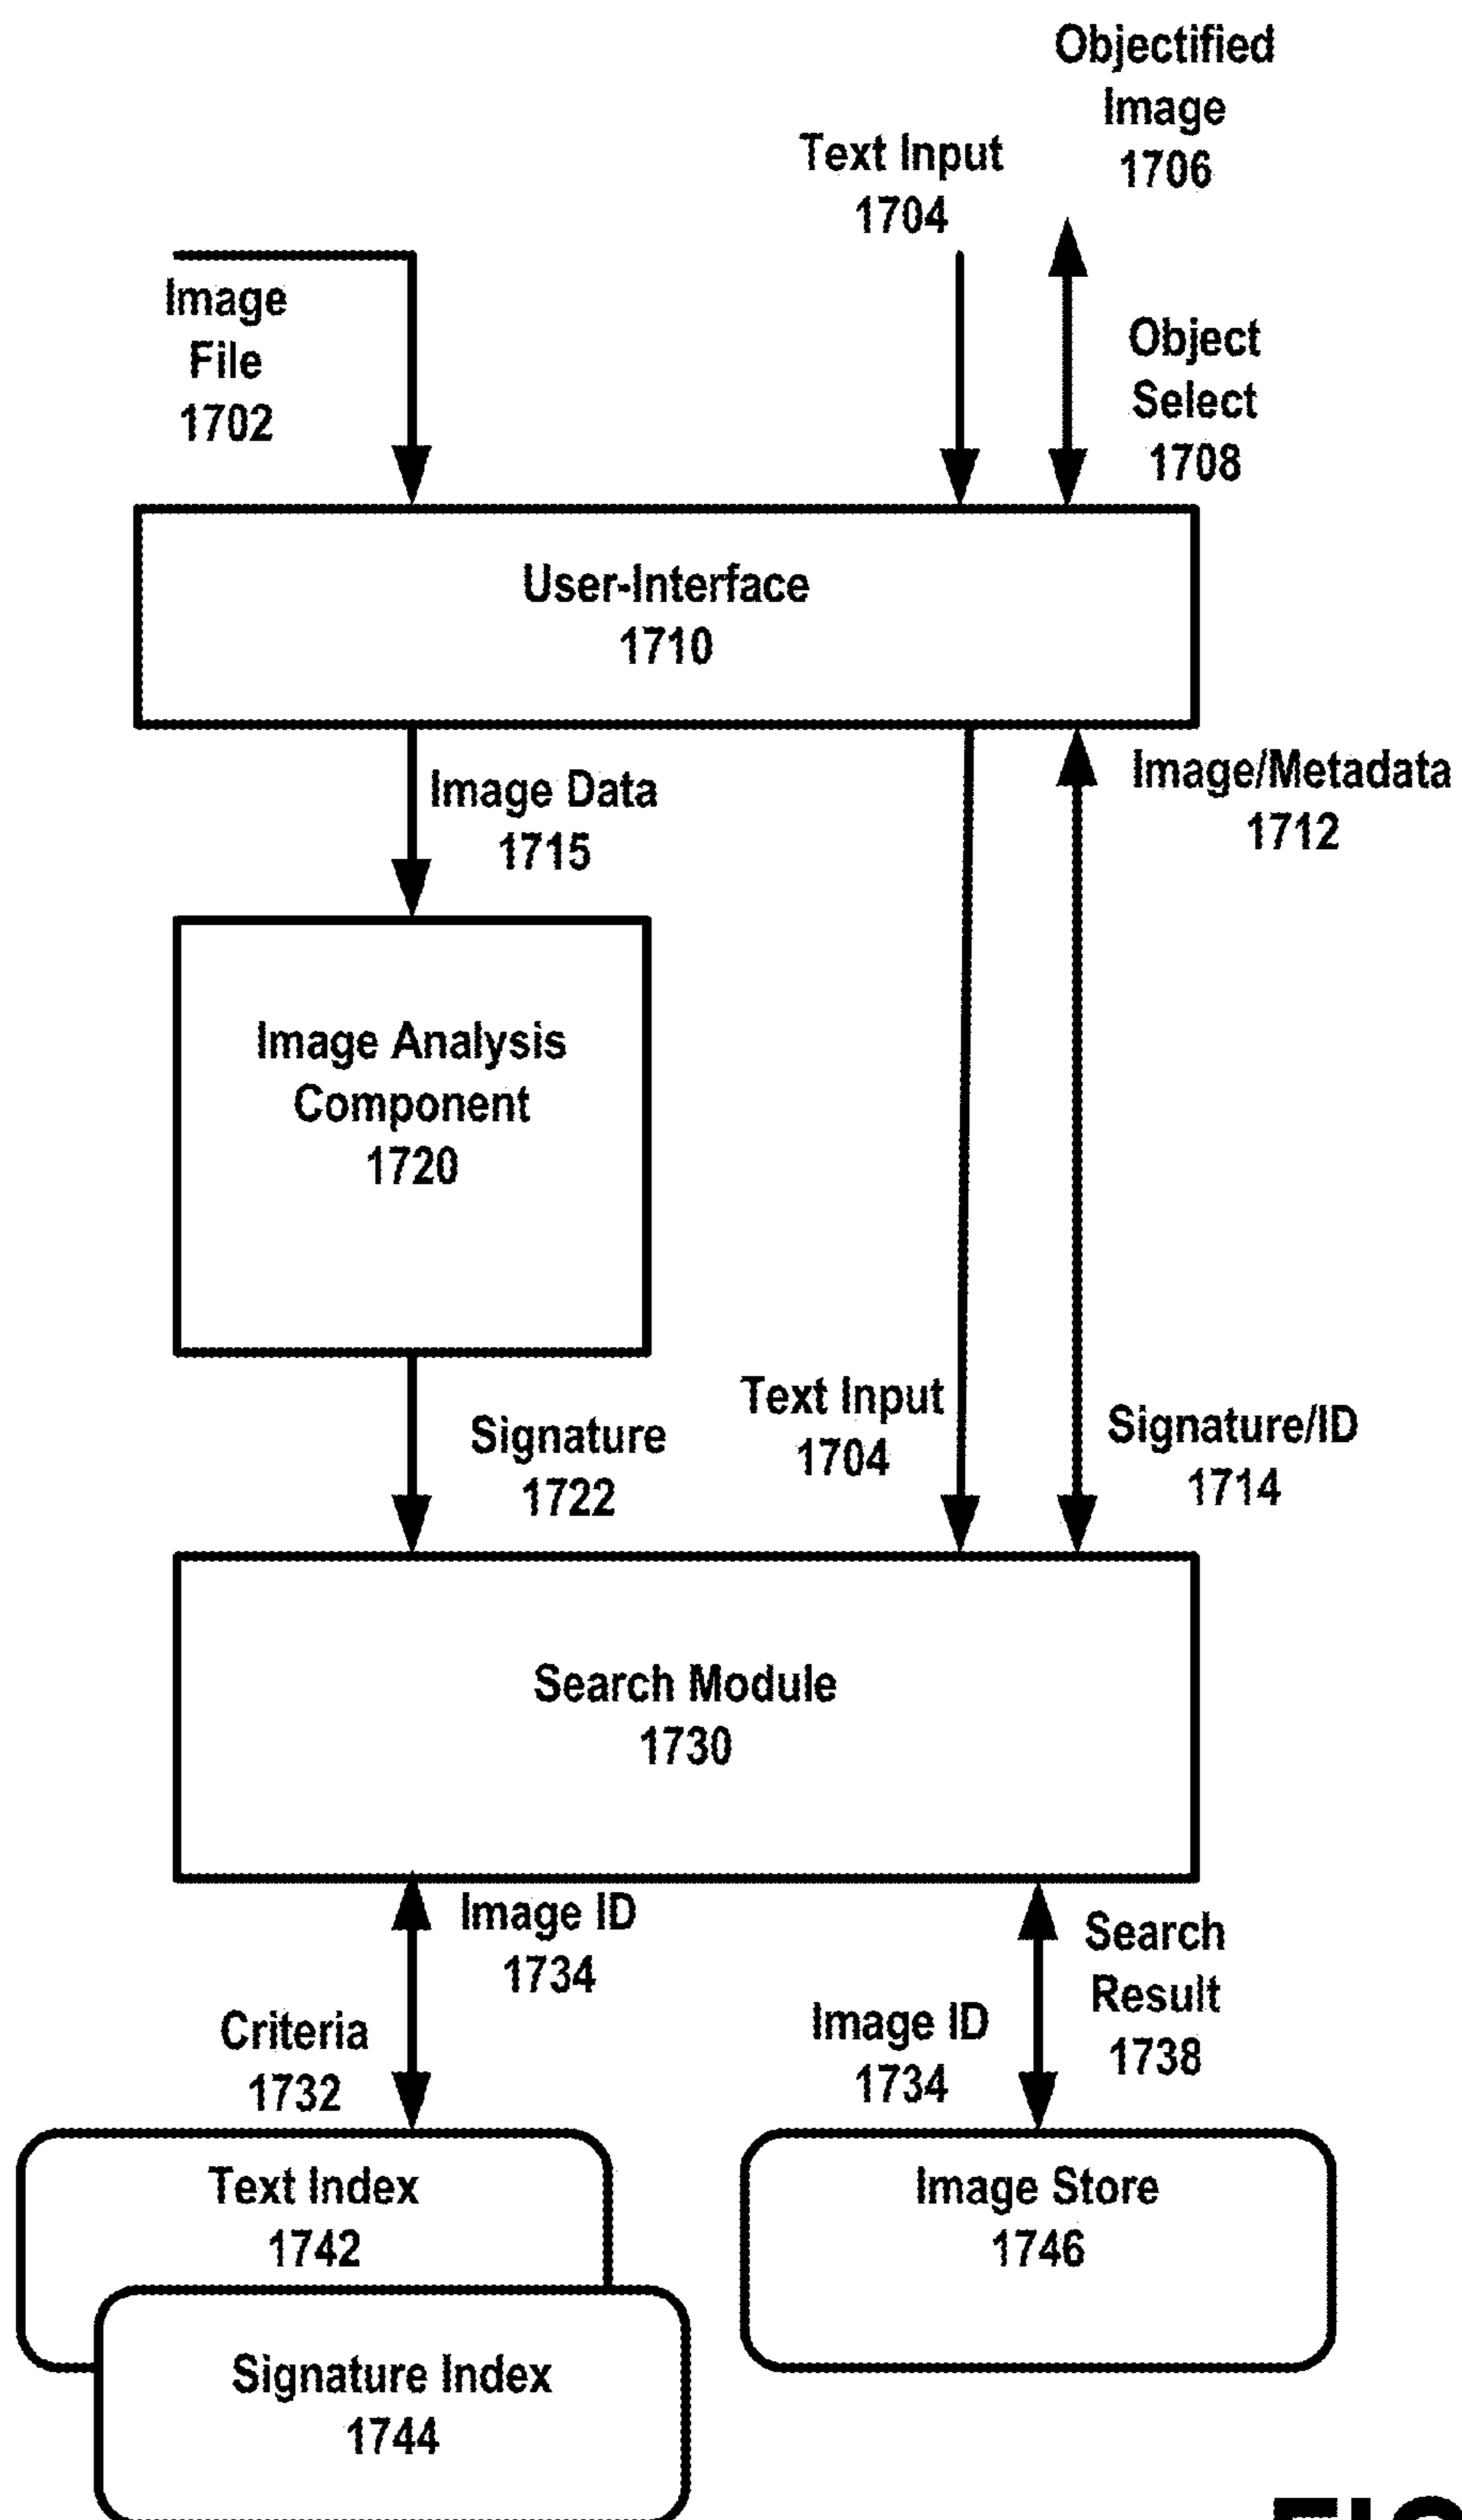 Objectified
Image
1706
Text Input
1704
Image
File
1702
Object
Select
1708
User-Interface
1710
Image Data
1715
Image/Metadata
1712
Image Analysis
Component
1720
Signature
1722
Text Input
1704
Signature/ID
1714
Search Module
1730
Image ID
1734
Criteria
1732
Search
Result
1738
Image ID
1734
Text Index
1742
Image Store
1746
Signature Index
1744